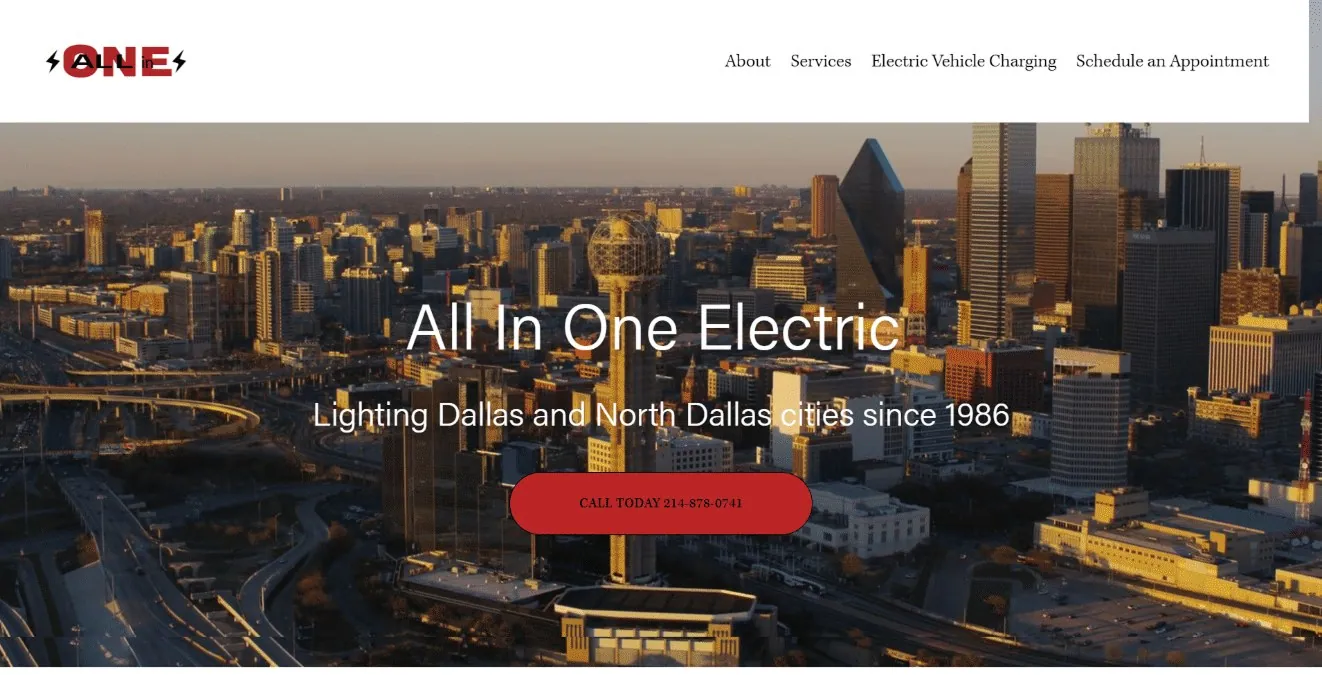 ALL in ONE
About Services Electric Vehicle Charging Schedule an Appointment
All In One Electric
Lighting Dallas and North Dallas cities since 1986
CALL TODAY 214-878-0741